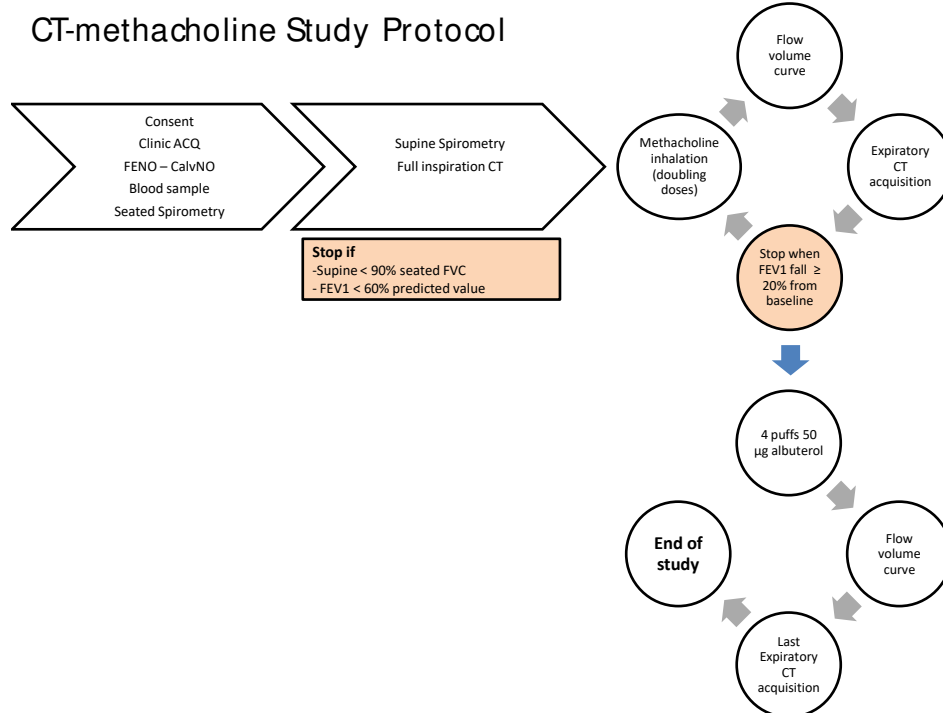 CT-methacholine Study Protocol
Consent
Clinic ACQ
FENO – CalvNO
Blood sample
Seated Spirometry
Supine Spirometry
Full inspiration CT
Stop if
-Supine < 90% seated FVC
- FEV1 < 60% predicted value
Flow
volume
curve
Methacholine
inhalation
(doubling
doses)
Expiratory
CT
acquisition
Stop when
FEV1 fall ≥
20% from
baseline
4 puffs 50
µg albuterol
Flow
volume
curve
Last
Expiratory
CT
acquisition
End of
study